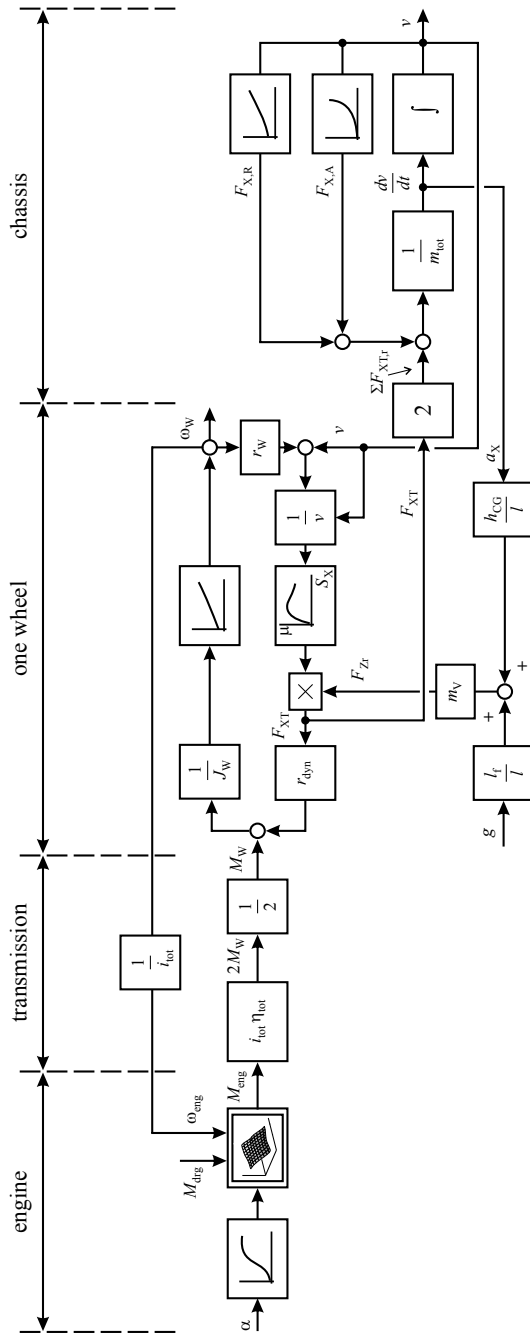 engine
transmission
one wheel
chassis
1
i_tot
α
M_drg
ω_eng
M_eng
i_tot η_tot
2M_W
1
2
M_W
1
J_W
r_dyn
F_XT
×
μ
S_X
1
v
r_W
ω_W
v
F_Zr
m_V
g
l_f
l
+
+
h_CG
l
a_X
F_XT
2
ΣF_XT,r
1
m_tot
dv
dt
∫
v
F_X,R
F_X,A